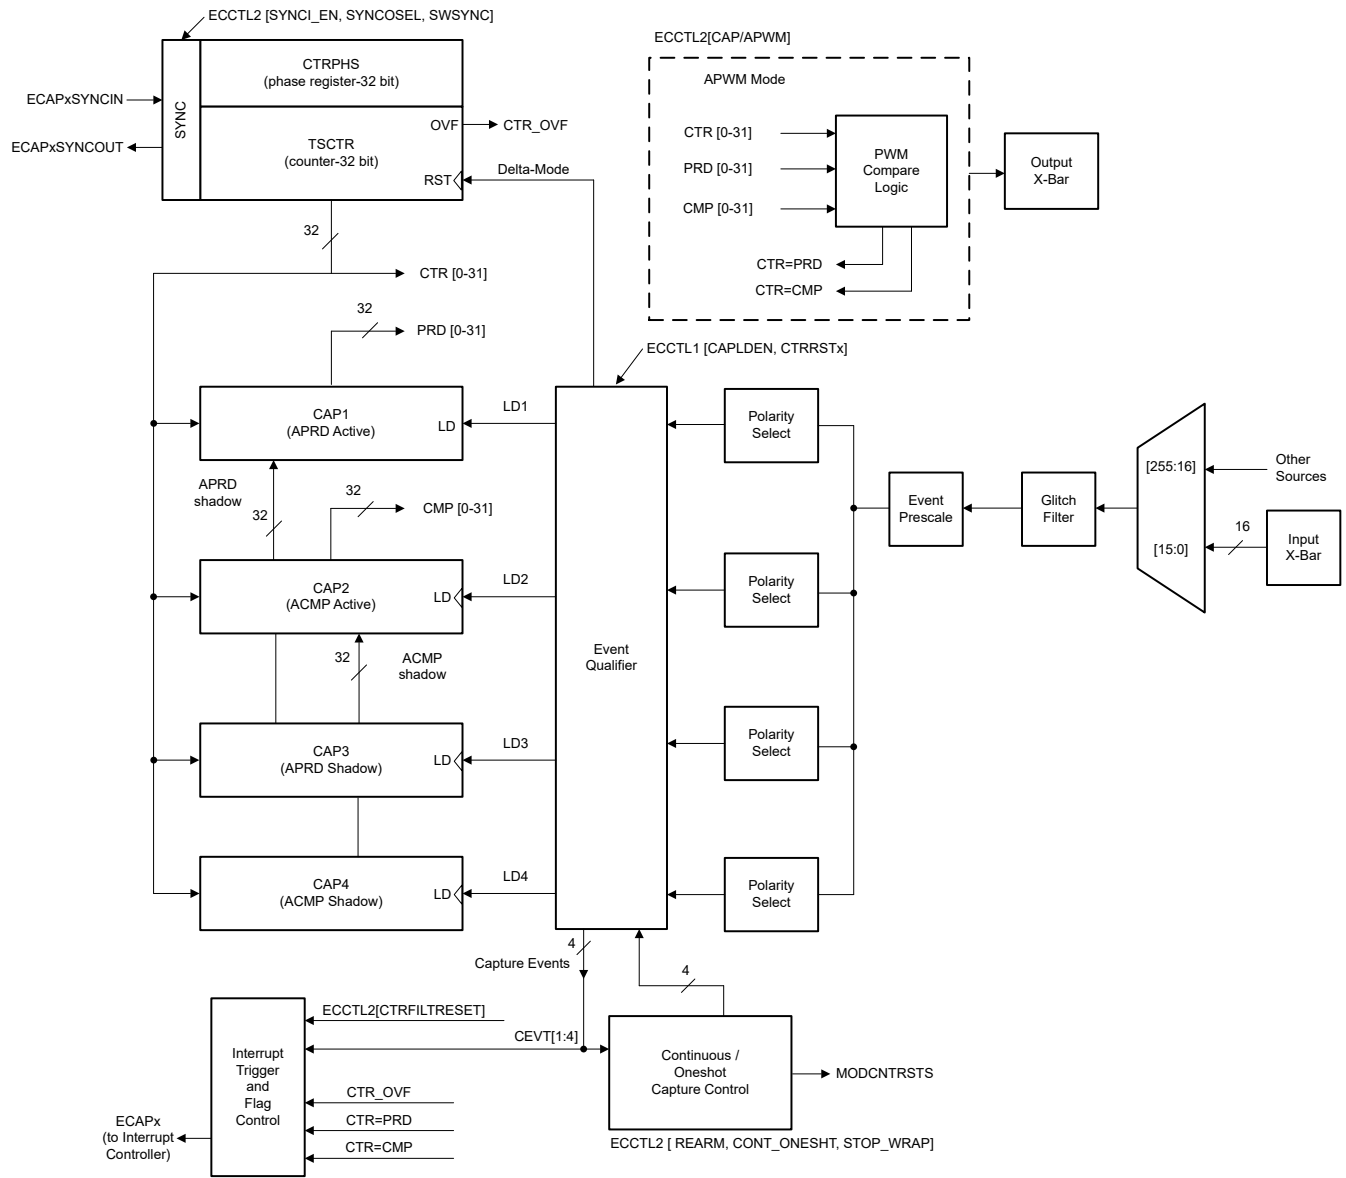 ECCTL2 [SYNCI_EN, SYNCOSEL, SWSYNC]
SYNC
CTRPHS
(phase register-32 bit)
ECAPxSYNCIN
ECAPxSYNCOUT
OVF
CTR_OVF
TSCTR
(counter-32 bit)
RST
Delta-Mode
32
CTR [0-31]
32
PRD [0-31]
ECCTL2[CAP/APWM]
APWM Mode
CTR [0-31]
PRD [0-31]
CMP [0-31]
PWM
Compare
Logic
CTR=PRD
CTR=CMP
Output
X-Bar
ECCTL1 [CAPLDEN, CTRRSTx]
CAP1
(APRD Active)
LD
LD1
APRD
shadow
32
32
CMP [0-31]
CAP2
(ACMP Active)
LD
LD2
32
ACMP
shadow
CAP3
(APRD Shadow)
LD
LD3
CAP4
(ACMP Shadow)
LD
LD4
Event
Qualifier
Polarity
Select
Polarity
Select
Polarity
Select
Polarity
Select
Event
Prescale
Glitch
Filter
[255:16]
[15:0]
Other
Sources
16
Input
X-Bar
4
Capture Events
4
ECCTL2[CTRFILTRESET]
CEVT[1:4]
Interrupt
Trigger
and
Flag
Control
CTR_OVF
CTR=PRD
CTR=CMP
ECAPx
(to Interrupt
Controller)
Continuous /
Oneshot
Capture Control
MODCNTRSTS
ECCTL2 [ REARM, CONT_ONESHT, STOP_WRAP]